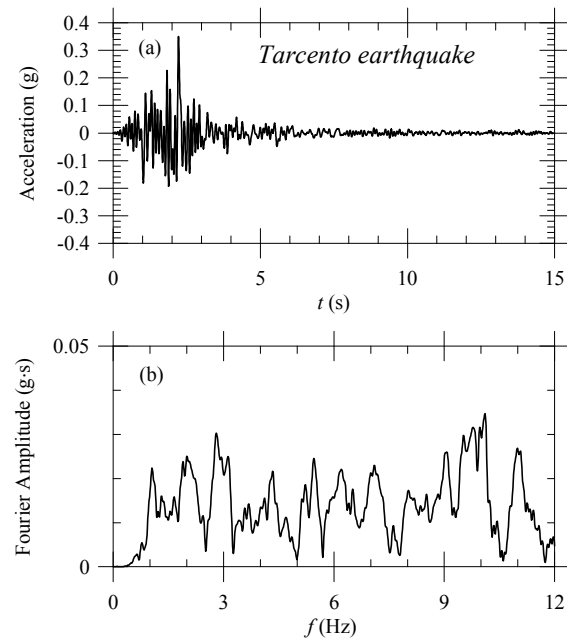 0.4
(a)
Tarcento earthquake
0.3
0.2
0.1
0
-0.1
-0.2
-0.3
-0.4
Acceleration (g)
0 5 10 15
t (s)
0.05
(b)
Fourier Amplitude (g·s)
0
0 3 6 9 12
f (Hz)